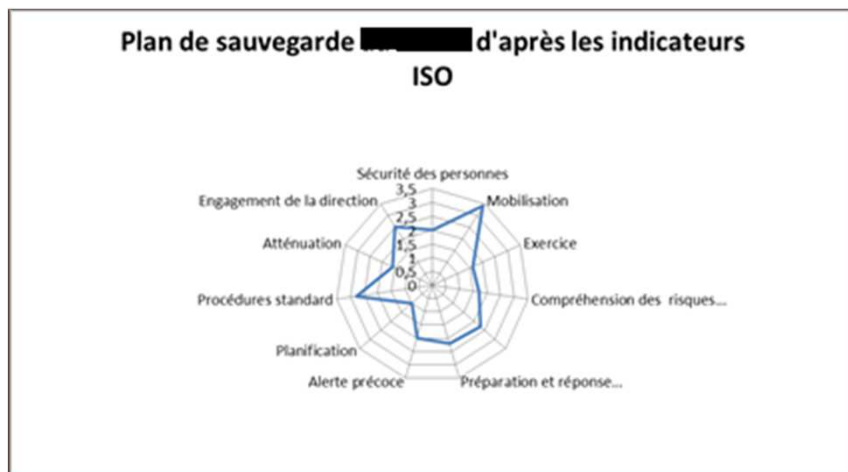 Plan de sauvegarde d'après les indicateurs
ISO
Sécurité des personnes
3,5
3
2,5
2
1,5
1
0,5
0
Mobilisation
Exercice
Compréhension des risques...
Préparation et réponse...
Alerte précoce
Planification
Procédures standard
Atténuation
Engagement de la direction